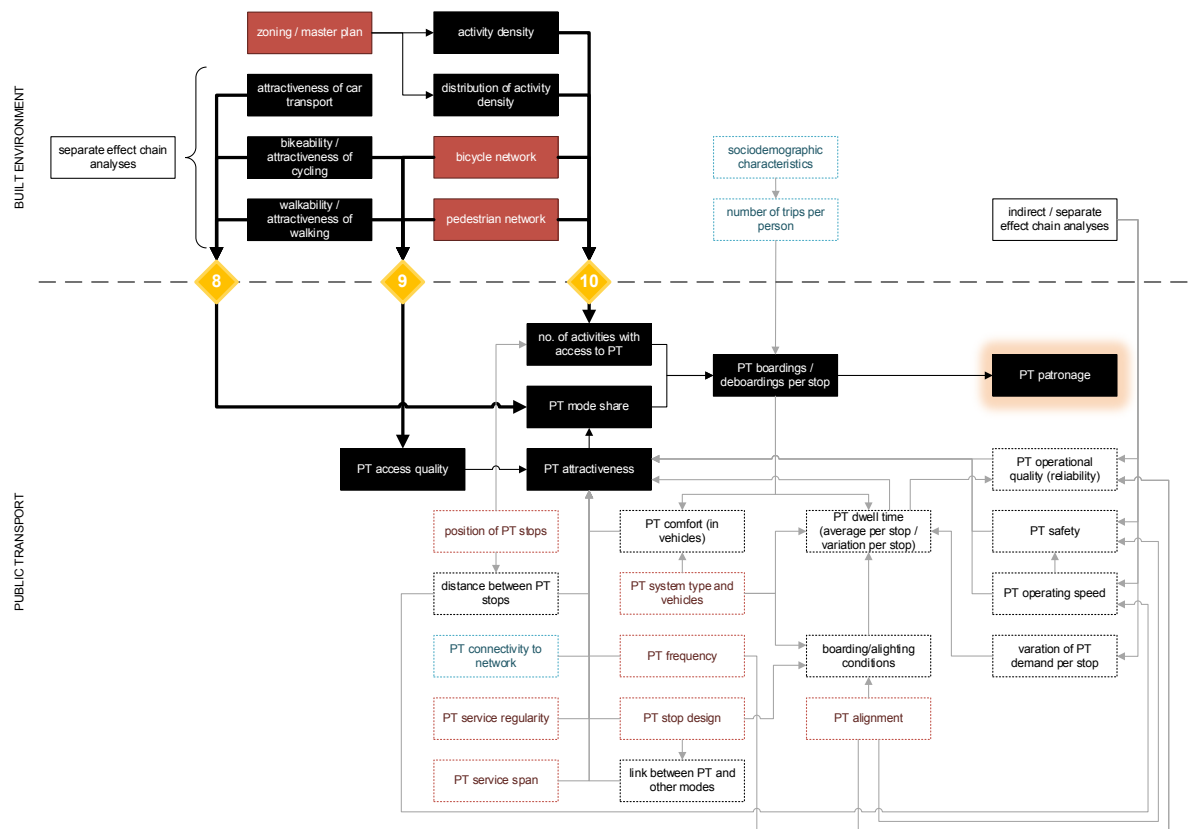 BUILT ENVIRONMENT
zoning / master plan
activity density
attractiveness of car
transport
distribution of activity
density
separate effect chain
analyses
bikeability /
attractiveness of
cycling
bicycle network
sociodemographic
characteristics
walkability /
attractiveness of
walking
pedestrian network
number of trips per
person
indirect / separate
effect chain analyses
8
9
10
PUBLIC TRANSPORT
no. of activities with
access to PT
PT boardings /
deboardings per stop
PT patronage
PT mode share
PT access quality
PT attractiveness
PT operational
quality (reliability)
position of PT stops
PT comfort (in
vehicles)
PT dwell time
(average per stop /
variation per stop)
PT safety
distance between PT
stops
PT system type and
vehicles
PT operating speed
PT connectivity to
network
PT frequency
boarding/alighting
conditions
varation of PT
demand per stop
PT service regularity
PT stop design
PT alignment
PT service span
link between PT and
other modes